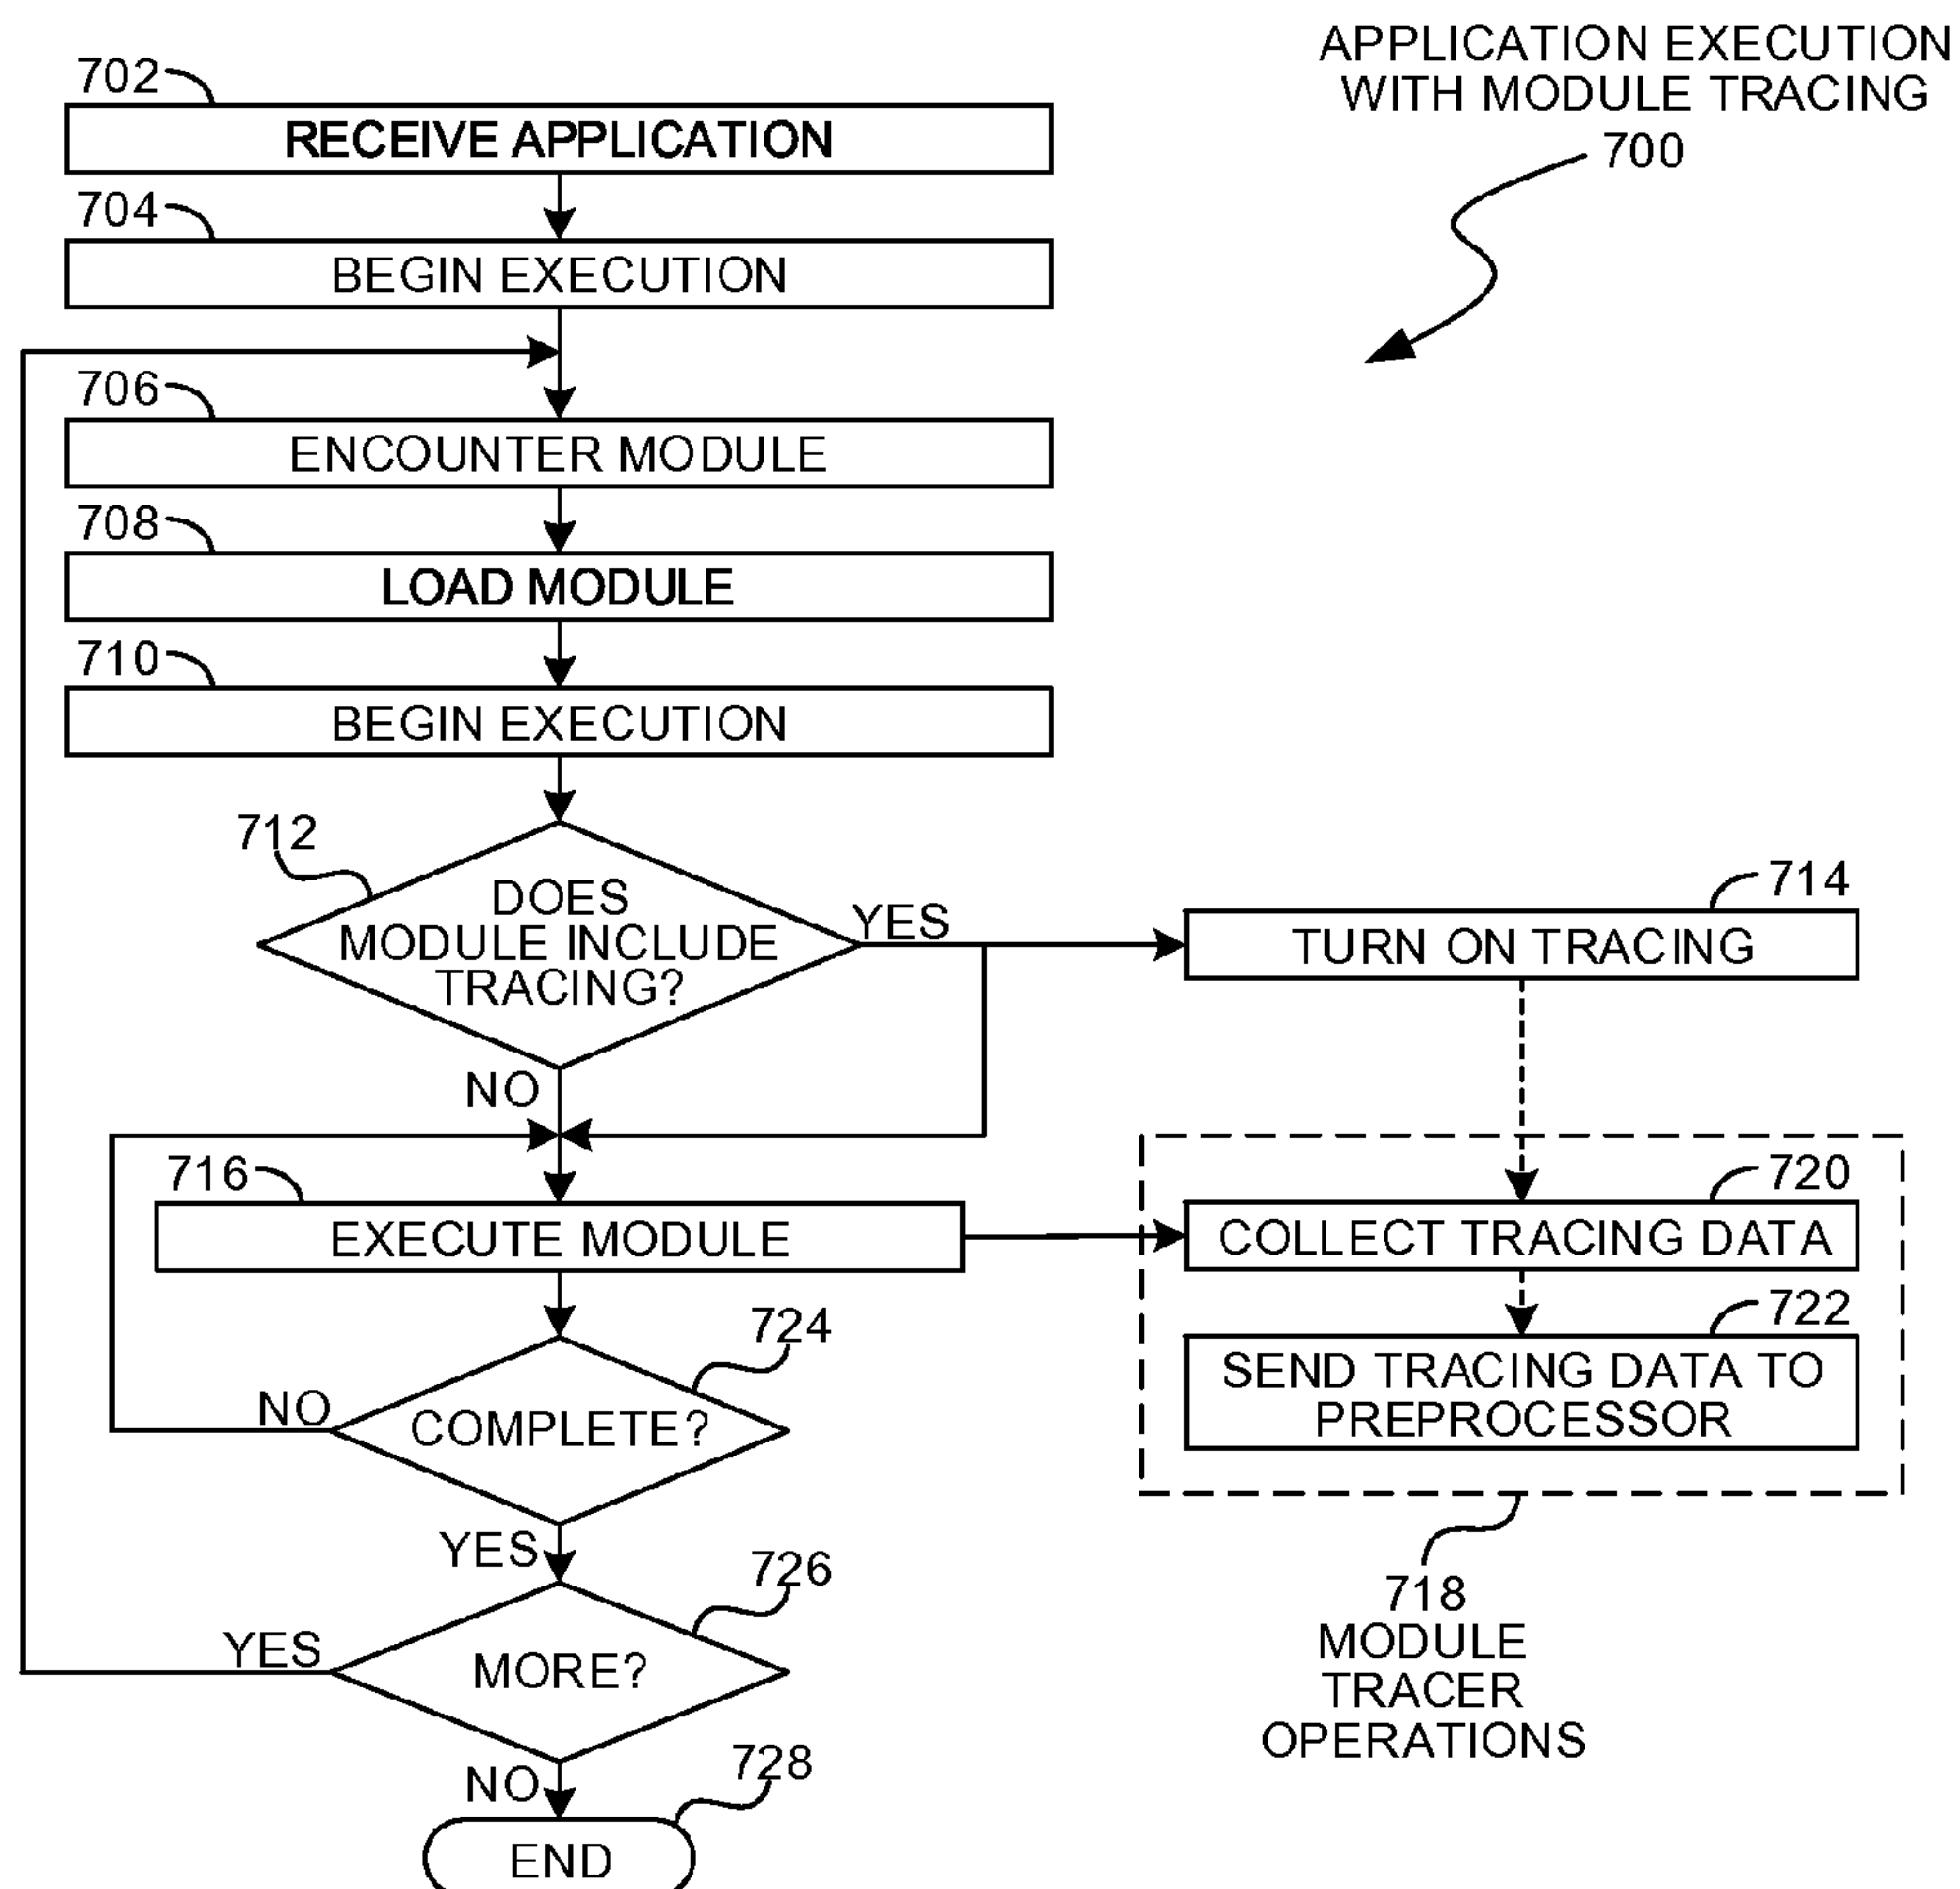 APPLICATION EXECUTION
WITH MODULE TRACING
700
702
RECEIVE APPLICATION
704
BEGIN EXECUTION
706
ENCOUNTER MODULE
708
LOAD MODULE
710
BEGIN EXECUTION
712
DOES
MODULE INCLUDE
TRACING?
YES
NO
714
TURN ON TRACING
716
EXECUTE MODULE
720
COLLECT TRACING DATA
722
SEND TRACING DATA TO
PREPROCESSOR
718
MODULE
TRACER
OPERATIONS
724
COMPLETE?
NO
YES
726
MORE?
YES
NO
728
END